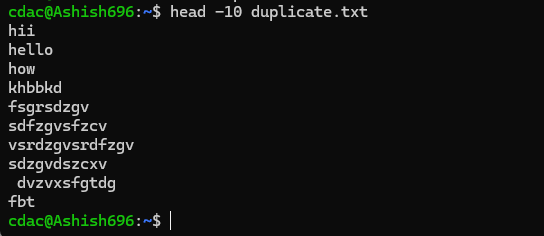 cdac@Ashish696:~$ head -10 duplicate.txt
hii
hello
how
khbbkd
fsgrsdzgv
sdfzgvsfzcv
vsrdzgvsrdfzgv
sdzgvdszcxv
 dvzvxsfgtdg
fbt
cdac@Ashish696:~$